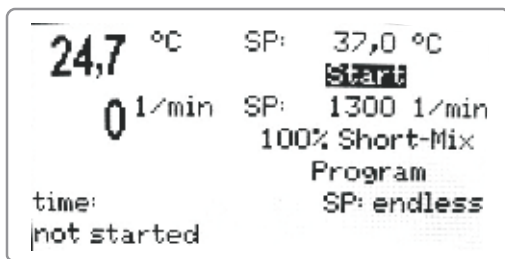 24,7 °C SP: 37,0 °C
Start
0 1/min SP: 1300 1/min
100% Short-Mix
Program
time: SP: endless
not started